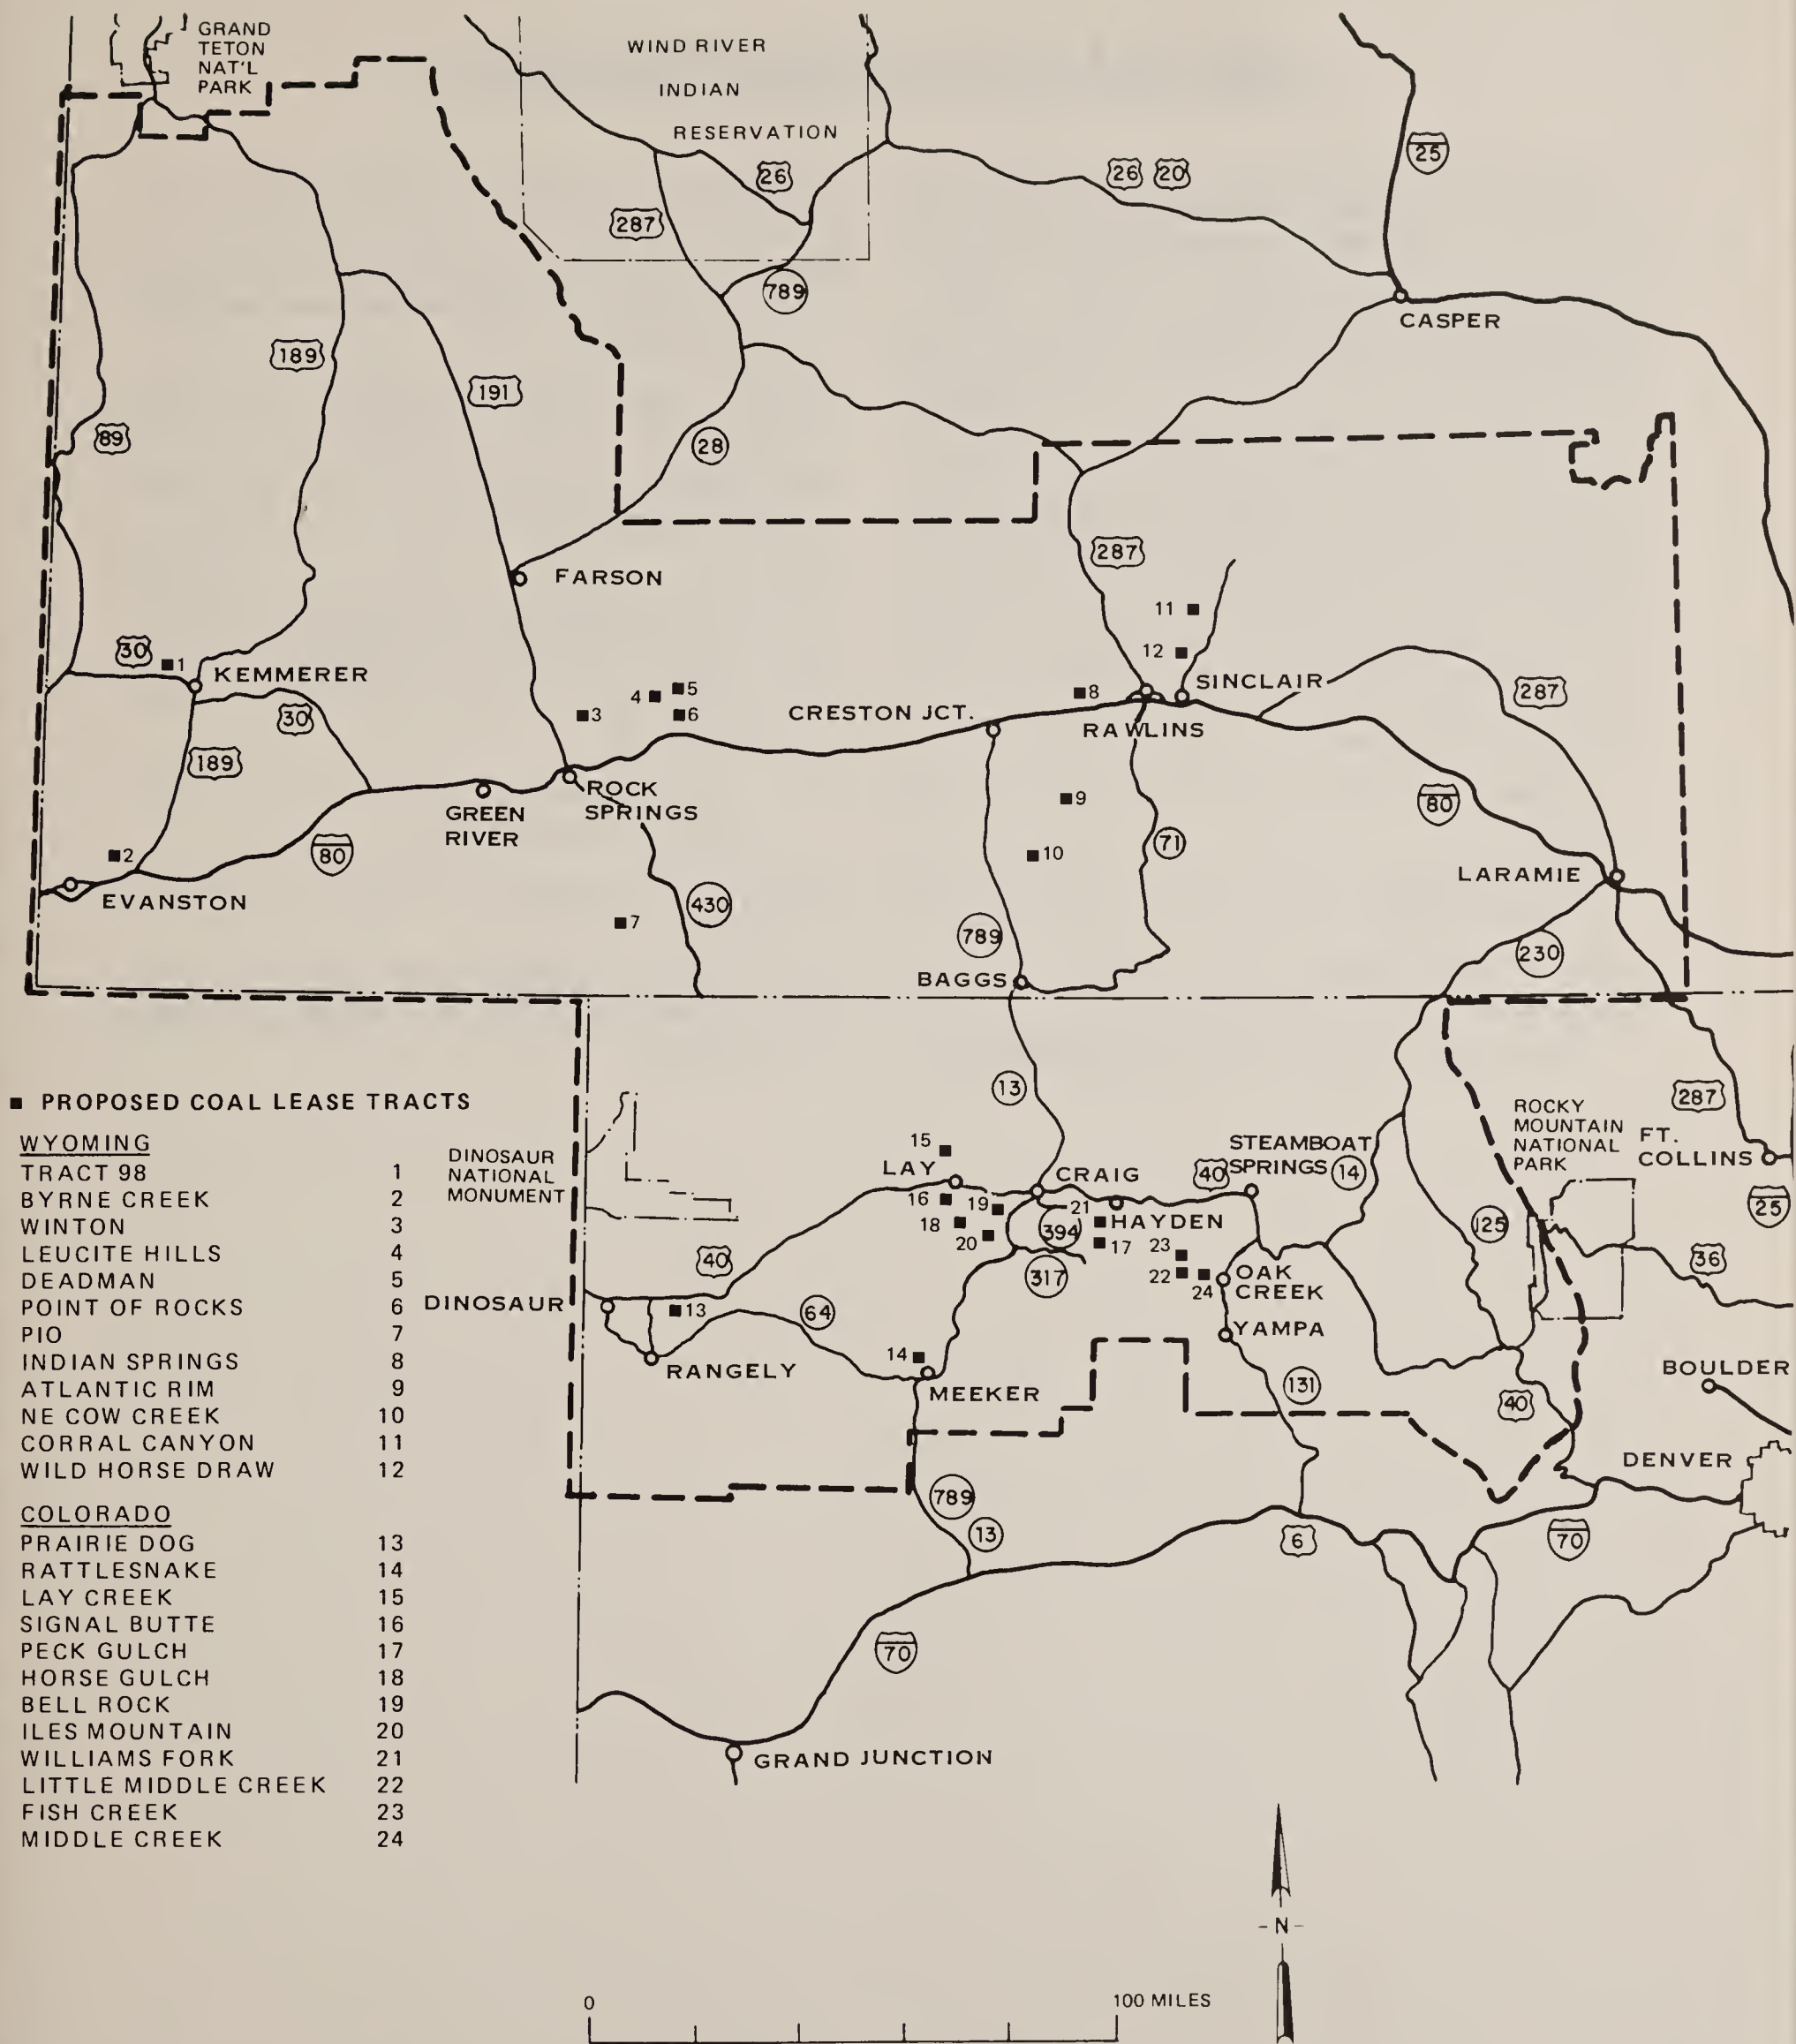 GRAND
TETON
NAT'L
PARK
WIND RIVER
INDIAN
RESERVATION
25
26
26 20
287
789
CASPER
189
191
89
28
287
FARSON
11
12
30
1
KEMMERER
SINCLAIR
287
5
4
8
3
6
CRESTON JCT.
RAWLINS
30
189
ROCK
SPRINGS
GREEN
RIVER
9
80
71
2
80
10
LARAMIE
EVANSTON
430
7
789
230
BAGGS
13
287
■ PROPOSED COAL LEASE TRACTS
WYOMING
TRACT 98 1
BYRNE CREEK 2
WINTON 3
LEUCITE HILLS 4
DEADMAN 5
POINT OF ROCKS 6
PIO 7
INDIAN SPRINGS 8
ATLANTIC RIM 9
NE COW CREEK 10
CORRAL CANYON 11
WILD HORSE DRAW 12
COLORADO
PRAIRIE DOG 13
RATTLESNAKE 14
LAY CREEK 15
SIGNAL BUTTE 16
PECK GULCH 17
HORSE GULCH 18
BELL ROCK 19
ILES MOUNTAIN 20
WILLIAMS FORK 21
LITTLE MIDDLE CREEK 22
FISH CREEK 23
MIDDLE CREEK 24
DINOSAUR
NATIONAL
MONUMENT
ROCKY
MOUNTAIN
NATIONAL
PARK
FT.
COLLINS
15
STEAMBOAT
SPRINGS
14
LAY
CRAIG
40
16
19
21
25
18
394
HAYDEN
125
20
17
23
36
40
317
22
OAK
CREEK
24
DINOSAUR
13
64
YAMPA
14
RANGELY
MEEKER
131
BOULDER
40
DENVER
789
13
6
70
70
GRAND JUNCTION
- N -
0
100 MILES